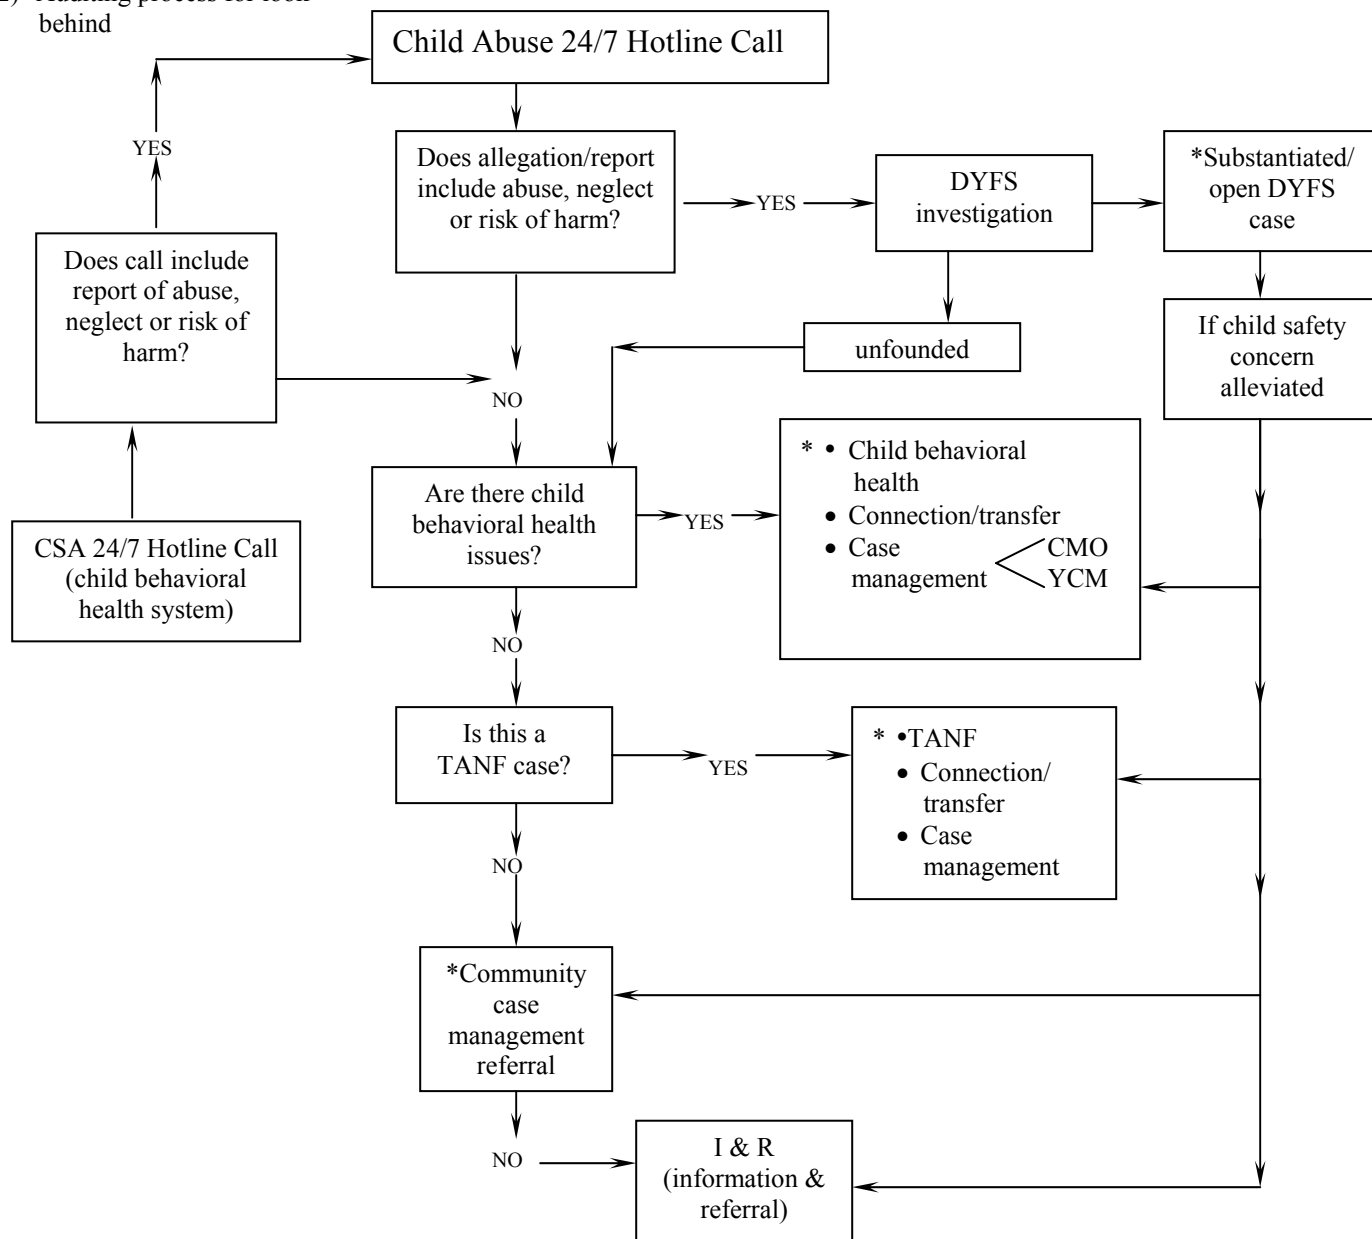 behind
Child Abuse 24/7 Hotline Call
YES
Does allegation/report
include abuse, neglect
or risk of harm?
YES
DYFS
investigation
*Substantiated/
open DYFS
case
Does call include
report of abuse,
neglect or risk of
harm?
unfounded
If child safety
concern
alleviated
NO
CSA 24/7 Hotline Call
(child behavioral
health system)
Are there child
behavioral health
issues?
YES
* • Child behavioral
health
• Connection/transfer
• Case
management
CMO
YCM
NO
Is this a
TANF case?
YES
* •TANF
• Connection/
transfer
• Case
management
NO
*Community
case
management
referral
NO
I & R
(information &
referral)